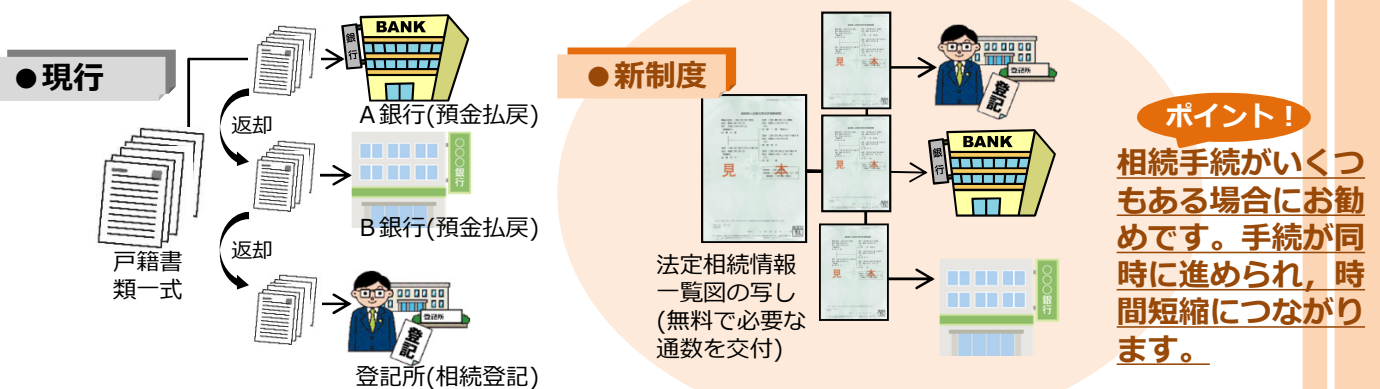 ●現行
銀行
BANK
A銀行(預金払戻)
返却
〇〇〇銀行
B銀行(預金払戻)
返却
戸籍書
類一式
登記所
登記
登記所(相続登記)
●新制度
見本
法定相続情報
一覧図の写し
(無料で必要な
通数を交付)
見本
登記所
登記
見本
銀行
BANK
見本
〇〇〇銀行
ポイント！
相続手続がいくつ
もある場合にお勧
めです。手続が同
時に進められ，時
間短縮につながり
ます。